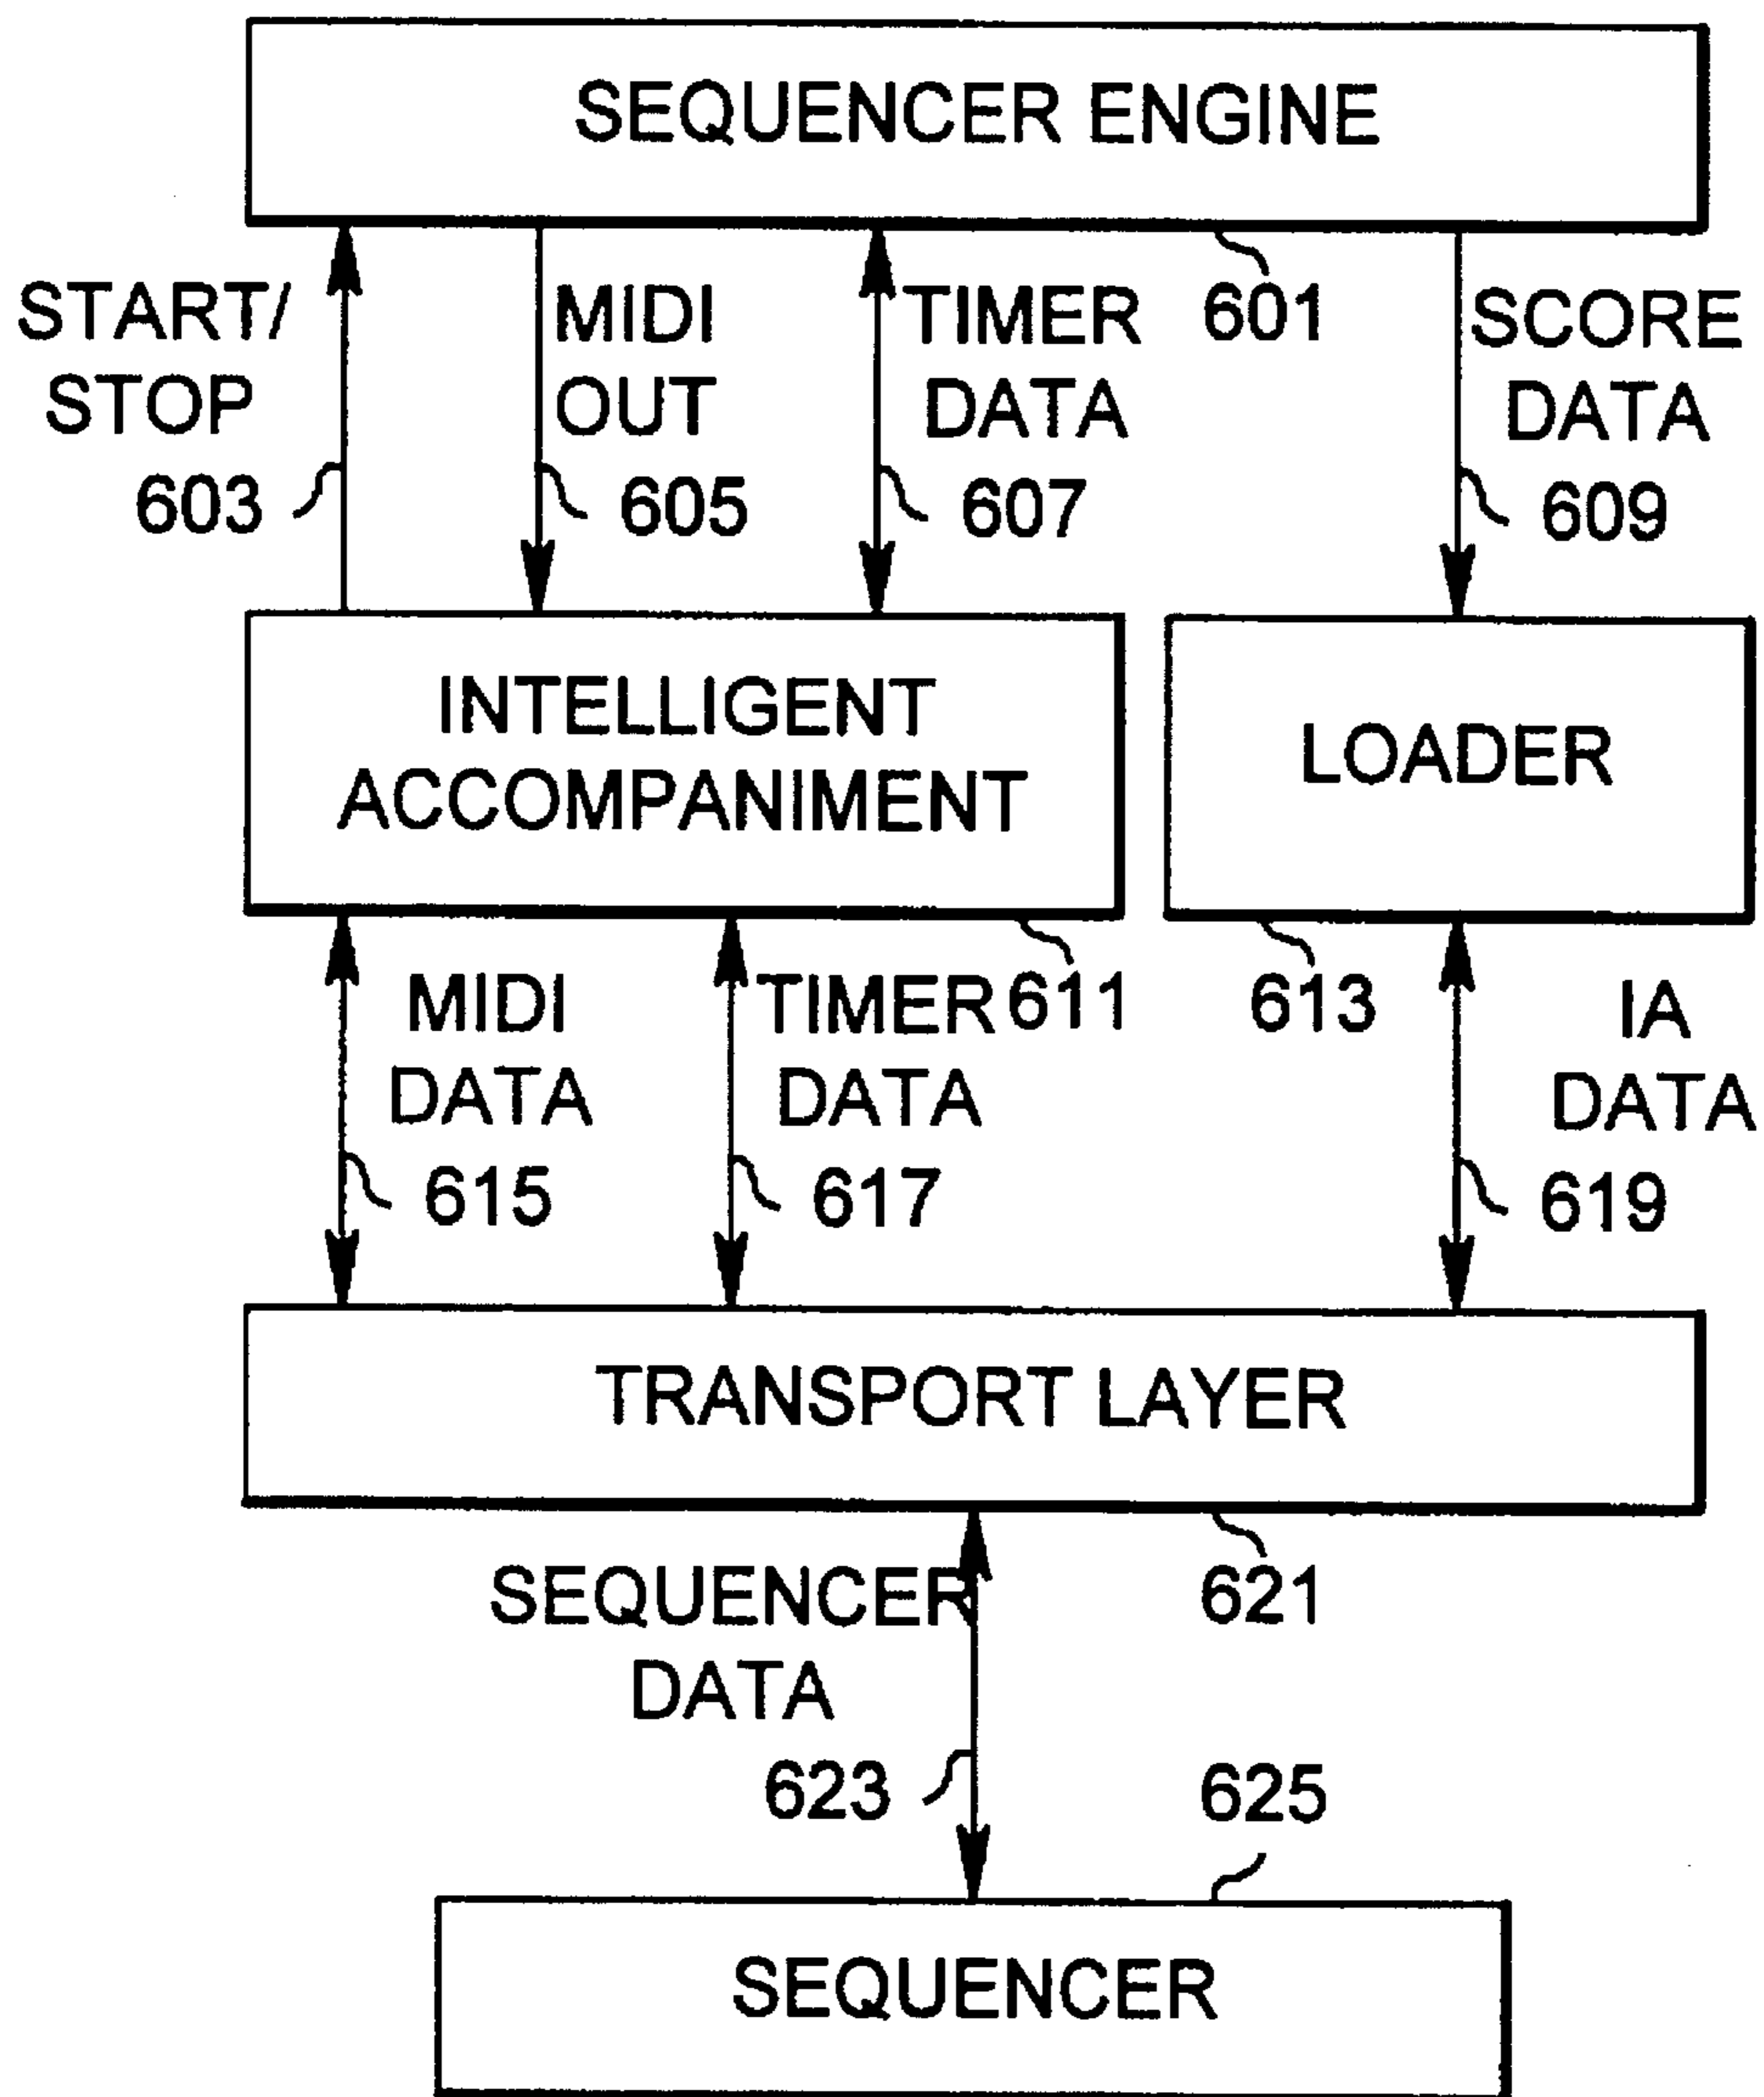 SEQUENCER ENGINE
START/
STOP
603
MIDI
OUT
605
TIMER
DATA
607
601
SCORE
DATA
609
INTELLIGENT
ACCOMPANIMENT
LOADER
MIDI
DATA
615
TIMER
DATA
617
611
613
IA
DATA
619
TRANSPORT LAYER
SEQUENCER
DATA
623
621
625
SEQUENCER